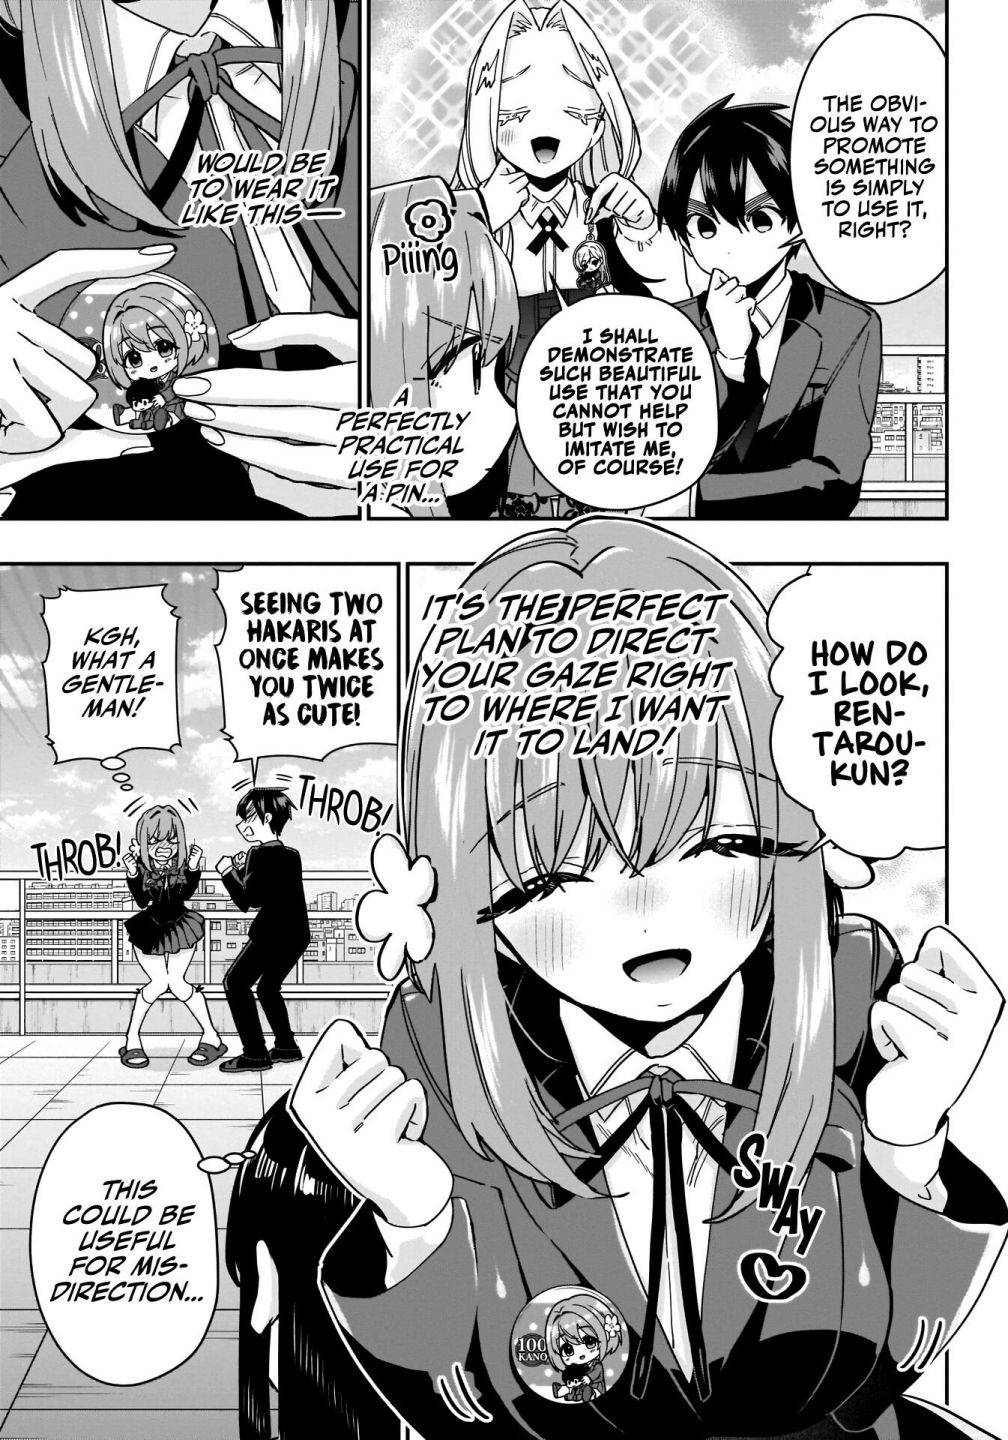 THE OBVI-
OUS WAY TO
PROMOTE
SOMETHING
IS SIMPLY
TO USE IT,
RIGHT?
I SHALL
DEMONSTRATE
SUCH BEAUTIFUL
USE THAT YOU
CANNOT HELP
BUT WISH TO
IMITATE ME,
OF COURSE!
Piiing
A
PERFECTLY
PRACTICAL
USE FOR
A PIN...
WOULD BE
TO WEAR IT
LIKE THIS—
HOW DO
I LOOK,
REN-
TAROU-
KUN?
IT'S THE PERFECT
PLAN TO DIRECT
YOUR GAZE RIGHT
TO WHERE I WANT
IT TO LAND!
SWAY
100
KANO
SEEING TWO
HAKARIS AT
ONCE MAKES
YOU TWICE
AS CUTE!
KGH,
WHAT A
GENTLE-
MAN!
THROB!
THROB!
THIS
COULD BE
USEFUL
FOR MIS-
DIRECTION...